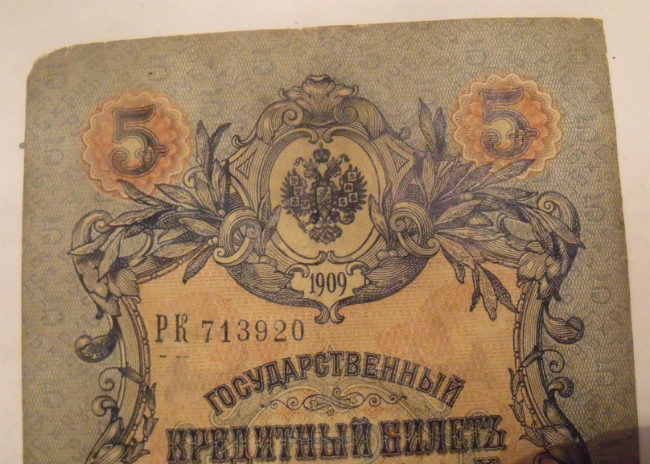 5 5
1909
РК 713920
ГОСУДАРСТВЕННЫЙ
КРЕДИТНЫЙ БИЛЕТЪ